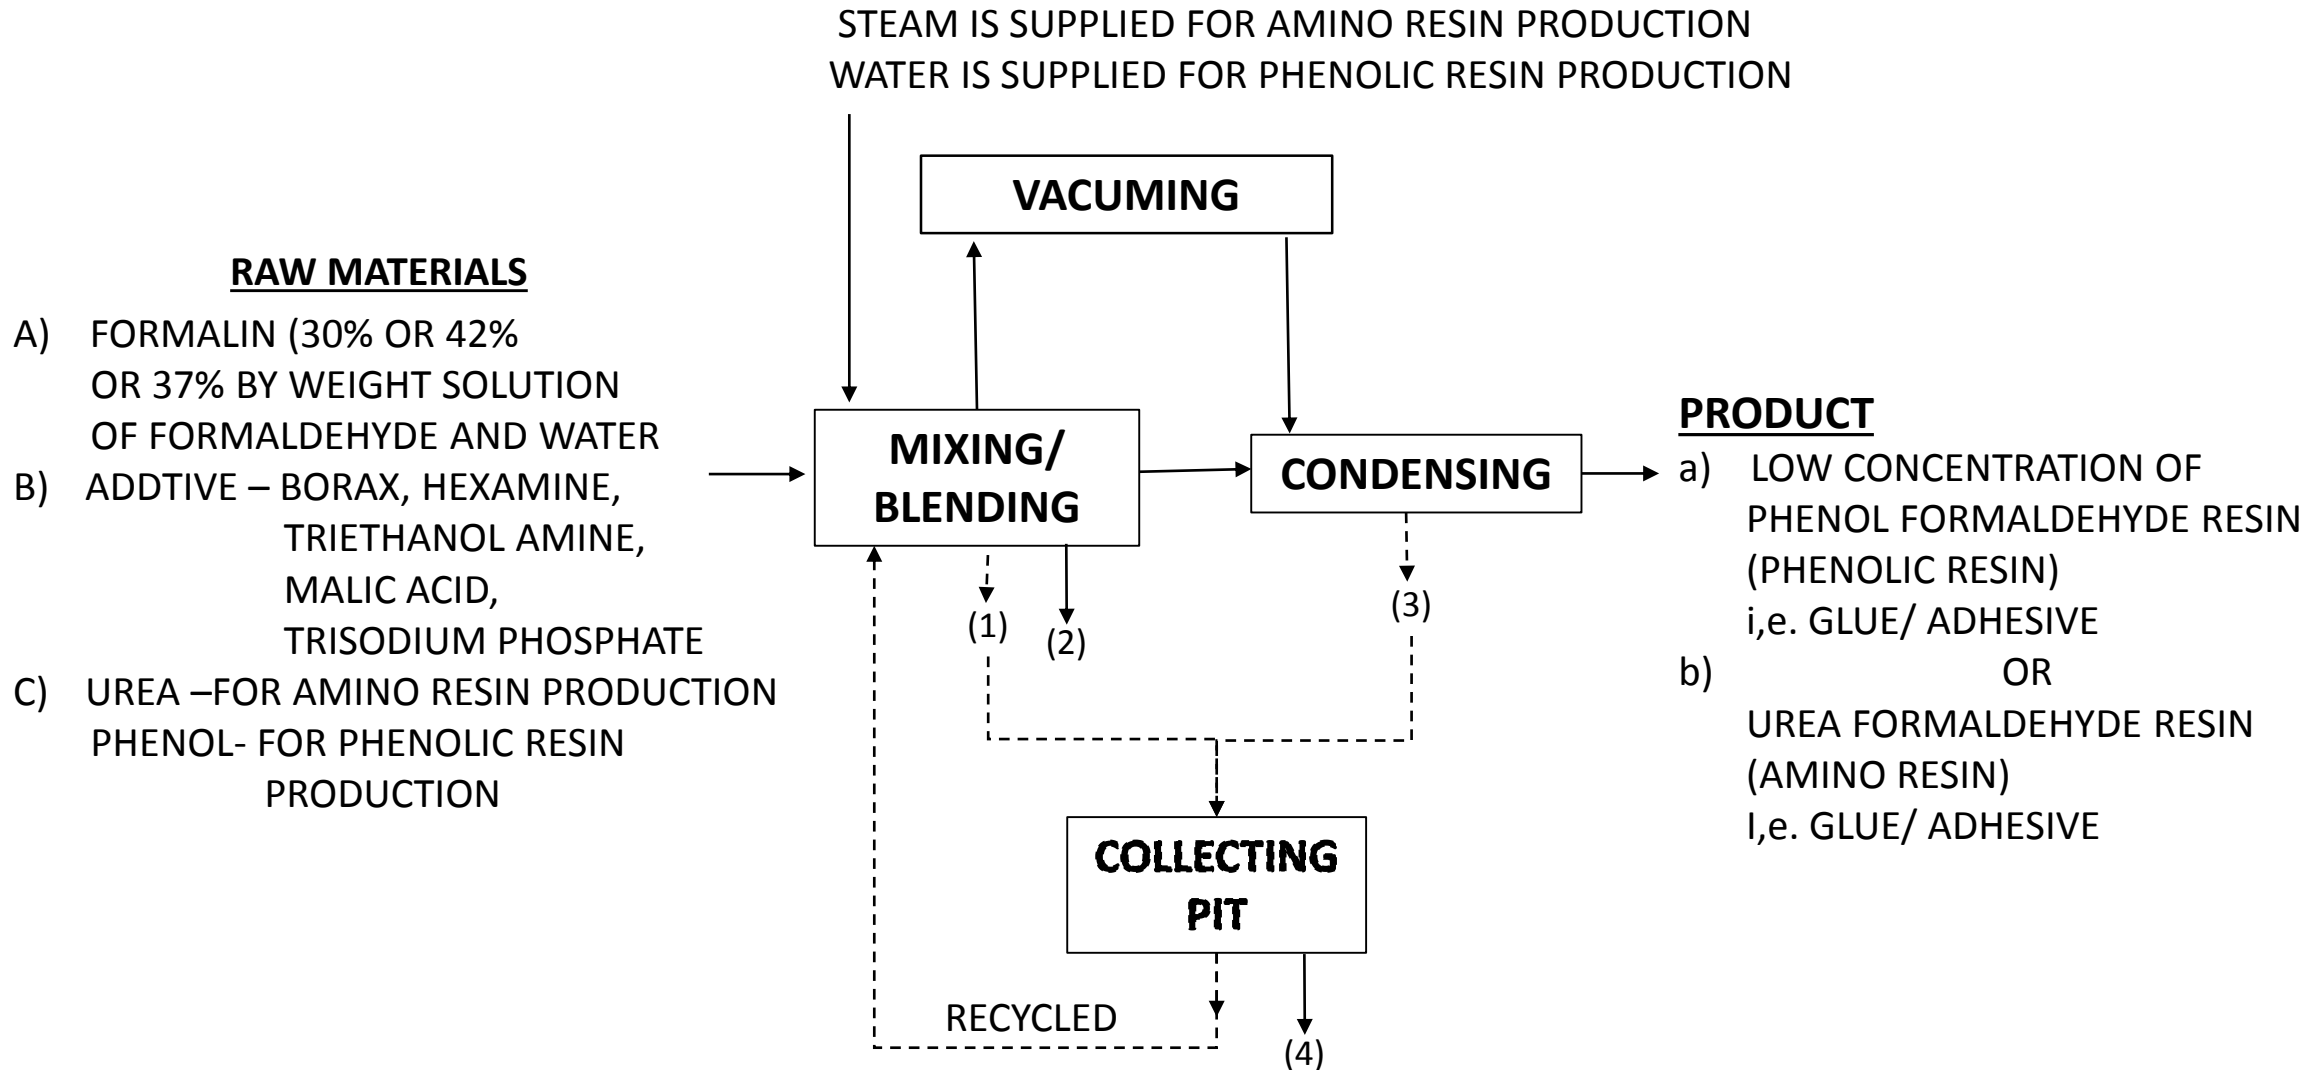 STEAM IS SUPPLIED FOR AMINO RESIN PRODUCTION
WATER IS SUPPLIED FOR PHENOLIC RESIN PRODUCTION
VACUMING
RAW MATERIALS
A) FORMALIN (30% OR 42%
OR 37% BY WEIGHT SOLUTION
OF FORMALDEHYDE AND WATER
B) ADDTIVE – BORAX, HEXAMINE,
TRIETHANOL AMINE,
MALIC ACID,
TRISODIUM PHOSPHATE
C) UREA –FOR AMINO RESIN PRODUCTION
PHENOL- FOR PHENOLIC RESIN
PRODUCTION
MIXING/
BLENDING
CONDENSING
(1)
(2)
(3)
PRODUCT
a) LOW CONCENTRATION OF
PHENOL FORMALDEHYDE RESIN
(PHENOLIC RESIN)
i,e. GLUE/ ADHESIVE
b) OR
UREA FORMALDEHYDE RESIN
(AMINO RESIN)
I,e. GLUE/ ADHESIVE
COLLECTING
PIT
RECYCLED
(4)